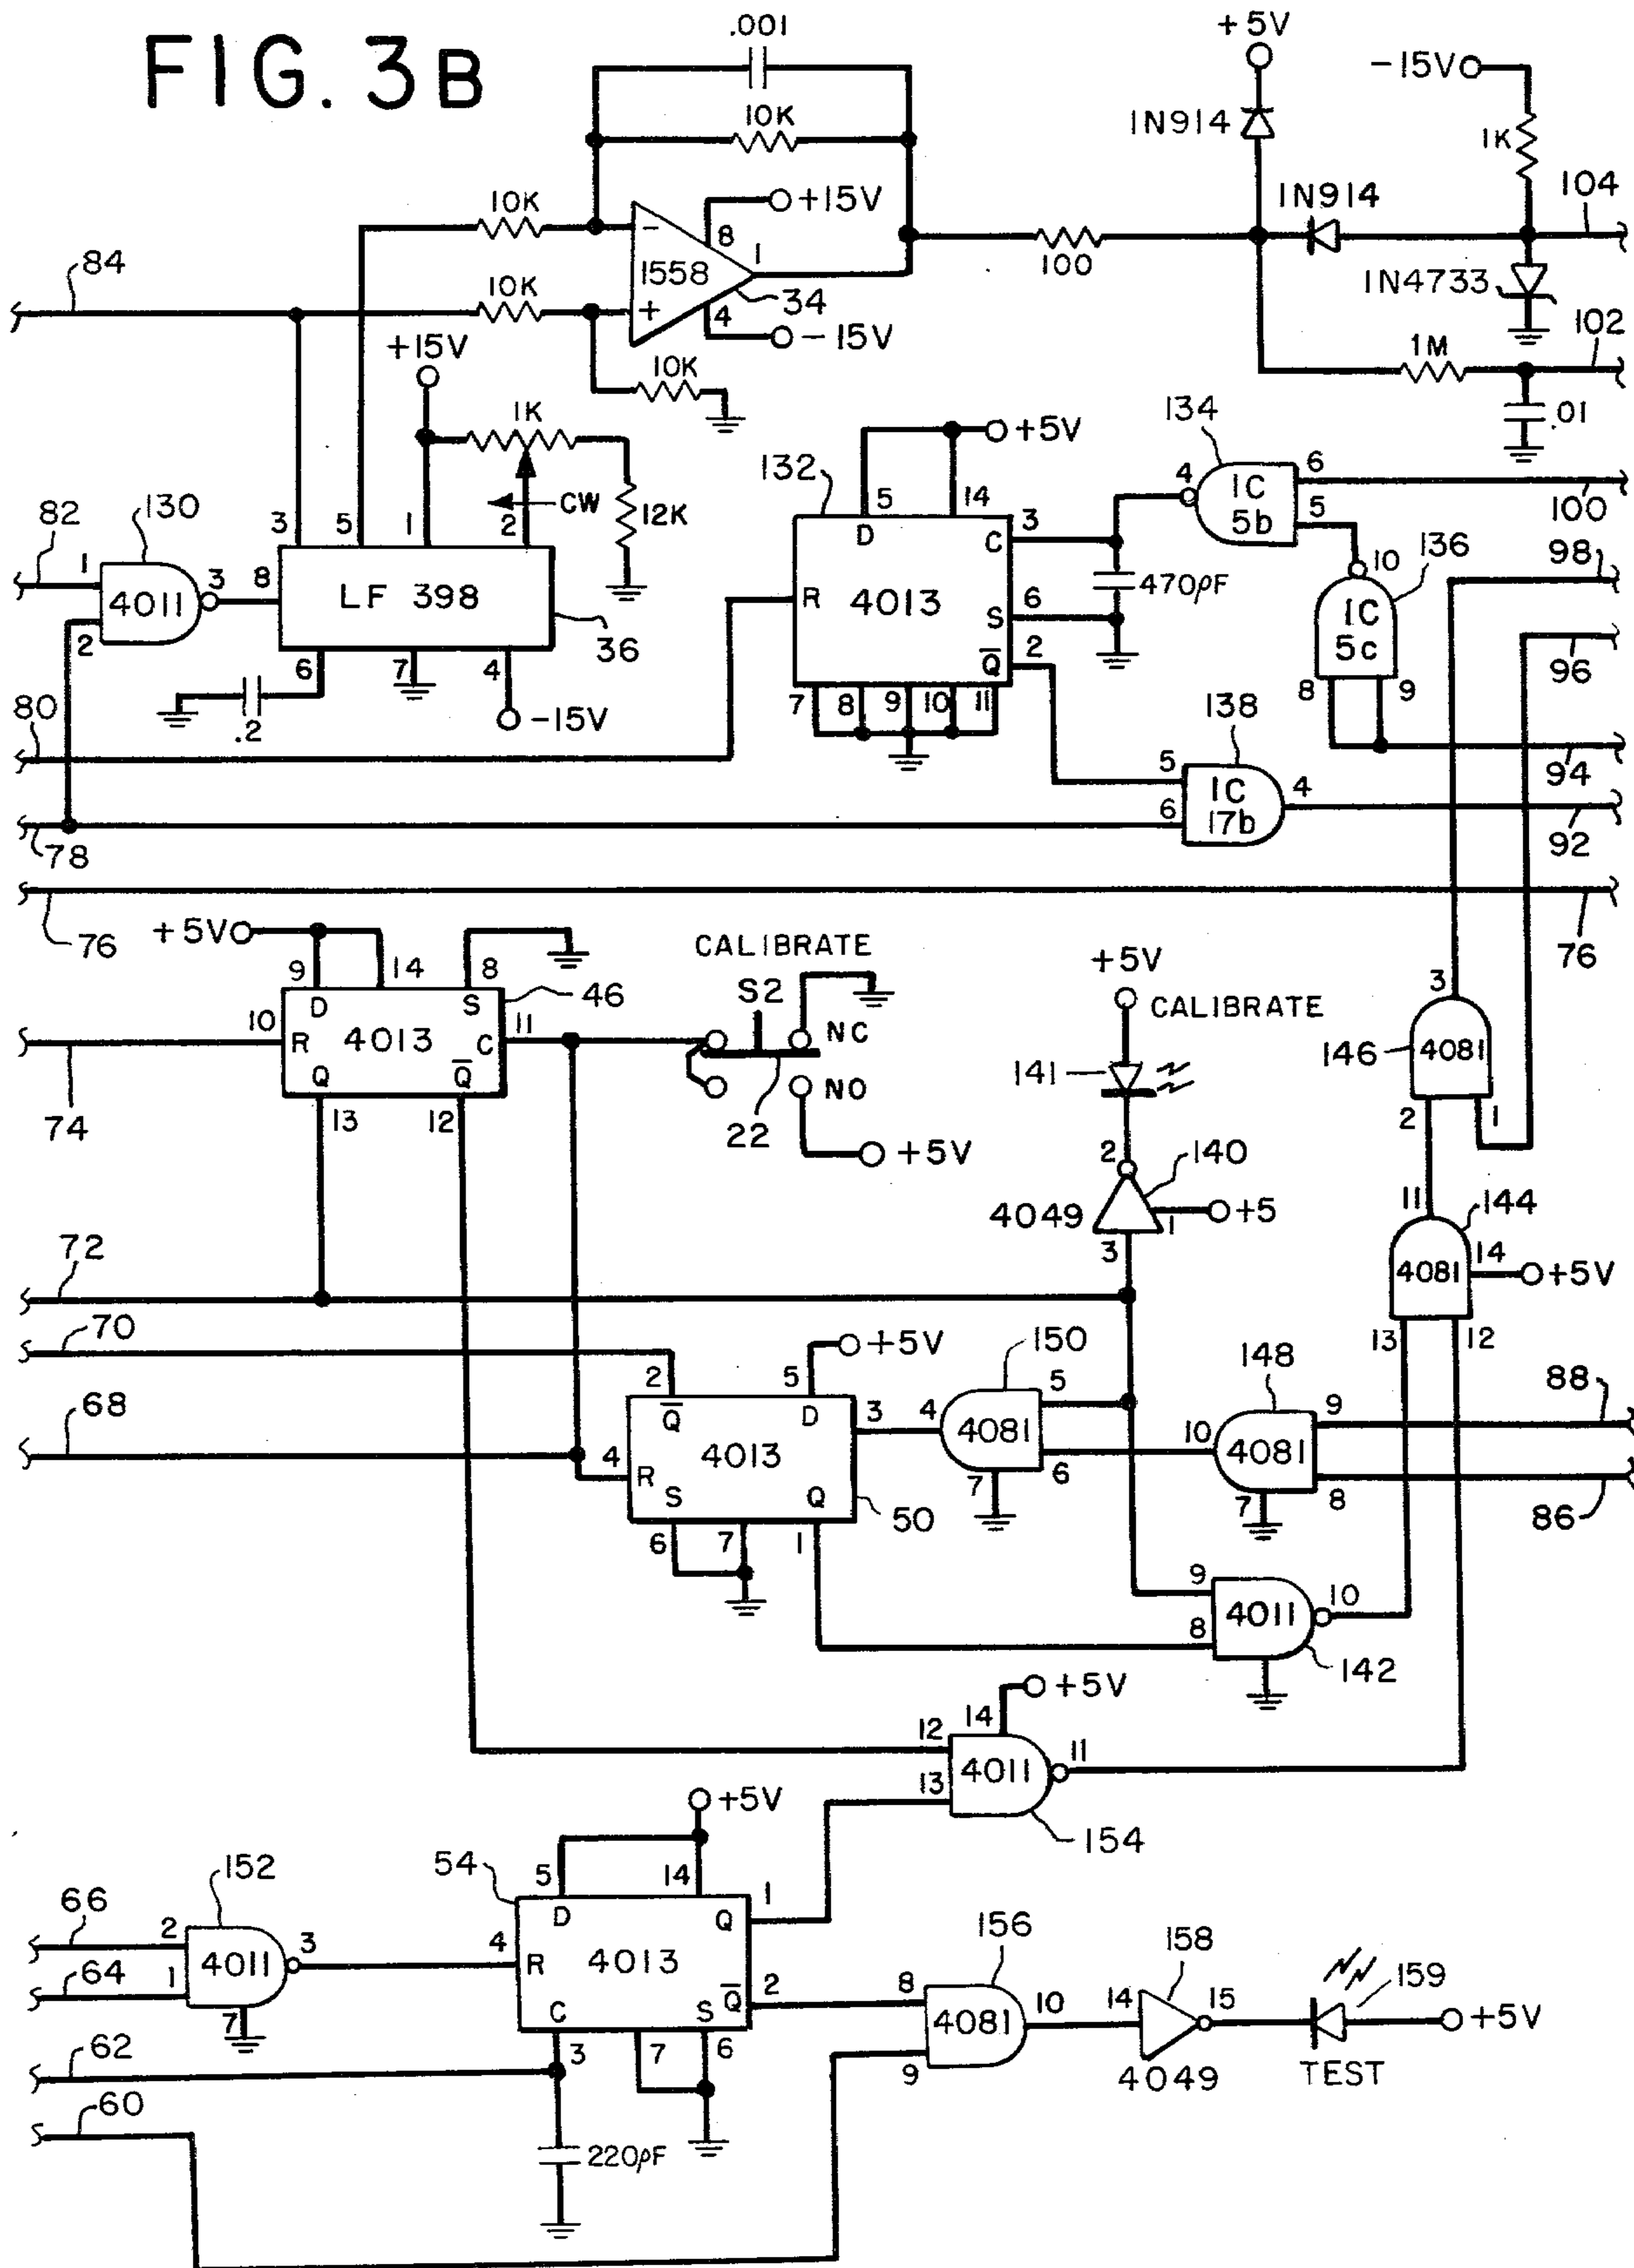 FIG. 3B
.001
+5V
-15V
10K
1N914
1K
1N914
104
10K
+15V
8
1558
1
100
84
10K
34
1N4733
4
-15V
102
+15V
10K
1M
.01
1K
134
+5V
132
4
6
1C
5b
5
100
130
CW
12K
5
14
3
136
82
3
5
1
2
D
C
10
98
1
8
470pF
3
LF 398
R
4013
1C
5c
4011
S
6
96
2
36
Q
2
6
7
4
7
8
9
10
11
8
9
138
80
.2
-15V
5
94
1C
17b
4
6
78
92
76
76
+5V
CALIBRATE
9
14
8
S2
+5V
CALIBRATE
3
D
S
46
10
R
4013
C
11
NC
146
4081
Q
Q
141
NO
74
13
12
22
2
1
+5V
2
140
4049
1
+5
11
144
3
14
72
4081
+5V
70
13
12
+5V
150
148
2
5
5
9
88
Q
D
3
4
68
4081
10
4081
4
R
4013
6
7
8
S
Q
50
7
86
6
7
1
9
4011
10
8
142
+5V
12
14
4011
11
13
+5V
154
54
152
5
14
1
66
2
D
Q
156
158
3
4
4011
R
4013
159
64
1
2
8
10
14
15
7
C
S
Q
4081
+5V
62
3
7
6
9
4049
TEST
60
220pF